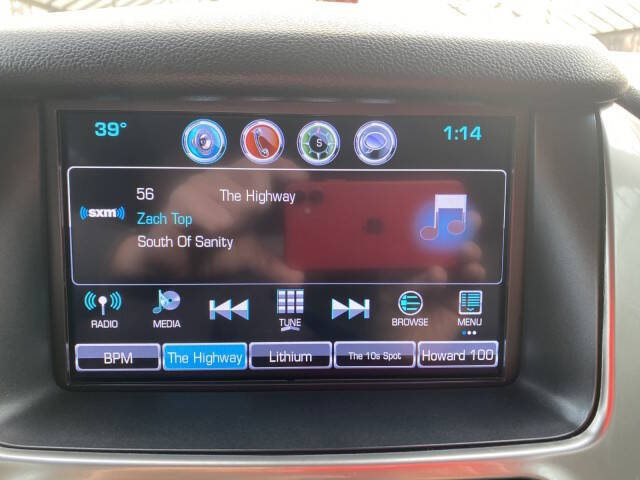 39°
S
1:14
56 The Highway
((sxm))
Zach Top
South Of Sanity
RADIO MEDIA TUNE BROWSE MENU
BPM The Highway Lithium The 10s Spot Howard 100